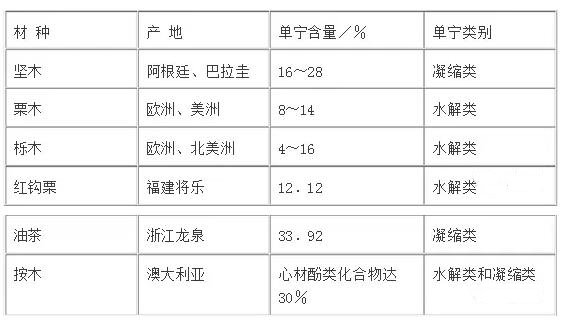 材 种 产 地 单宁含量／％ 单宁类别
坚木 阿根廷、巴拉圭 16～28 凝缩类
栗木 欧洲、美洲 8～14 水解类
栎木 欧洲、北美洲 4～16 水解类
红钩栗 福建将乐 12．12 水解类
油茶 浙江龙泉 33．92 凝缩类
按木 澳大利亚 心材酚类化合物达 水解类和凝缩类
30％